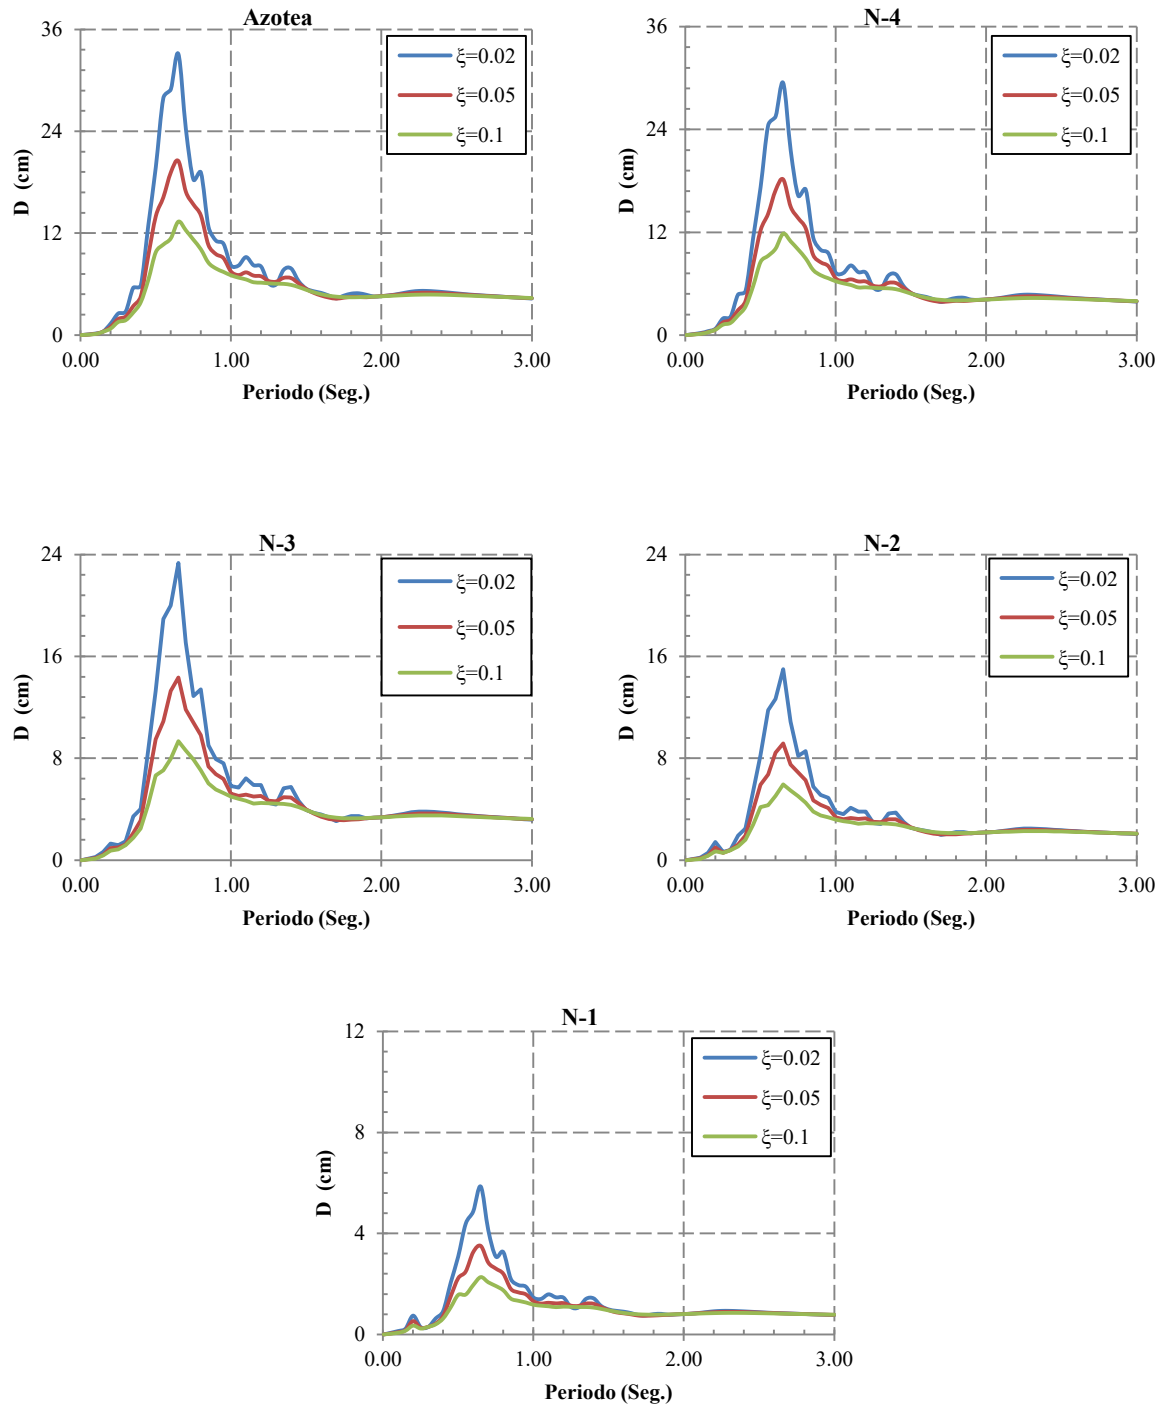 Azotea
36
24
12
0
D (cm)
ξ=0.02
ξ=0.05
ξ=0.1
0.00 1.00 2.00 3.00
Periodo (Seg.)
N-4
36
24
12
0
D (cm)
ξ=0.02
ξ=0.05
ξ=0.1
0.00 1.00 2.00 3.00
Periodo (Seg.)
N-3
24
16
8
0
D (cm)
ξ=0.02
ξ=0.05
ξ=0.1
0.00 1.00 2.00 3.00
Periodo (Seg.)
N-2
24
16
8
0
D (cm)
ξ=0.02
ξ=0.05
ξ=0.1
0.00 1.00 2.00 3.00
Periodo (Seg.)
N-1
12
8
4
0
D (cm)
ξ=0.02
ξ=0.05
ξ=0.1
0.00 1.00 2.00 3.00
Periodo (Seg.)